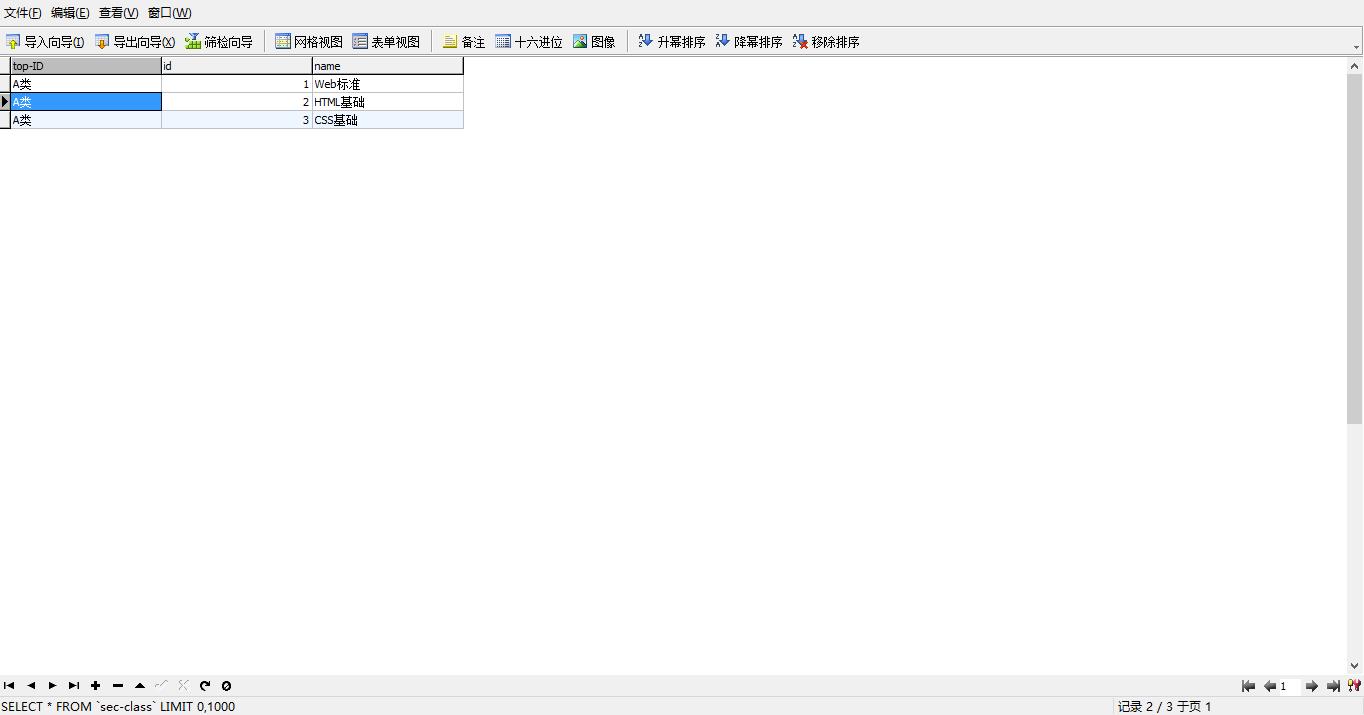 文件(F) 编辑(E) 查看(V) 窗口(W)
导入向导(I) 导出向导(X) 筛检向导 网格视图 表单视图 备注 十六进位 图像 升幂排序 降幂排序 移除排序
top-ID id name
A类 1 Web标准
A类 2 HTML基础
A类 3 CSS基础
1
SELECT * FROM `sec-class` LIMIT 0,1000 记录 2 / 3 于页 1